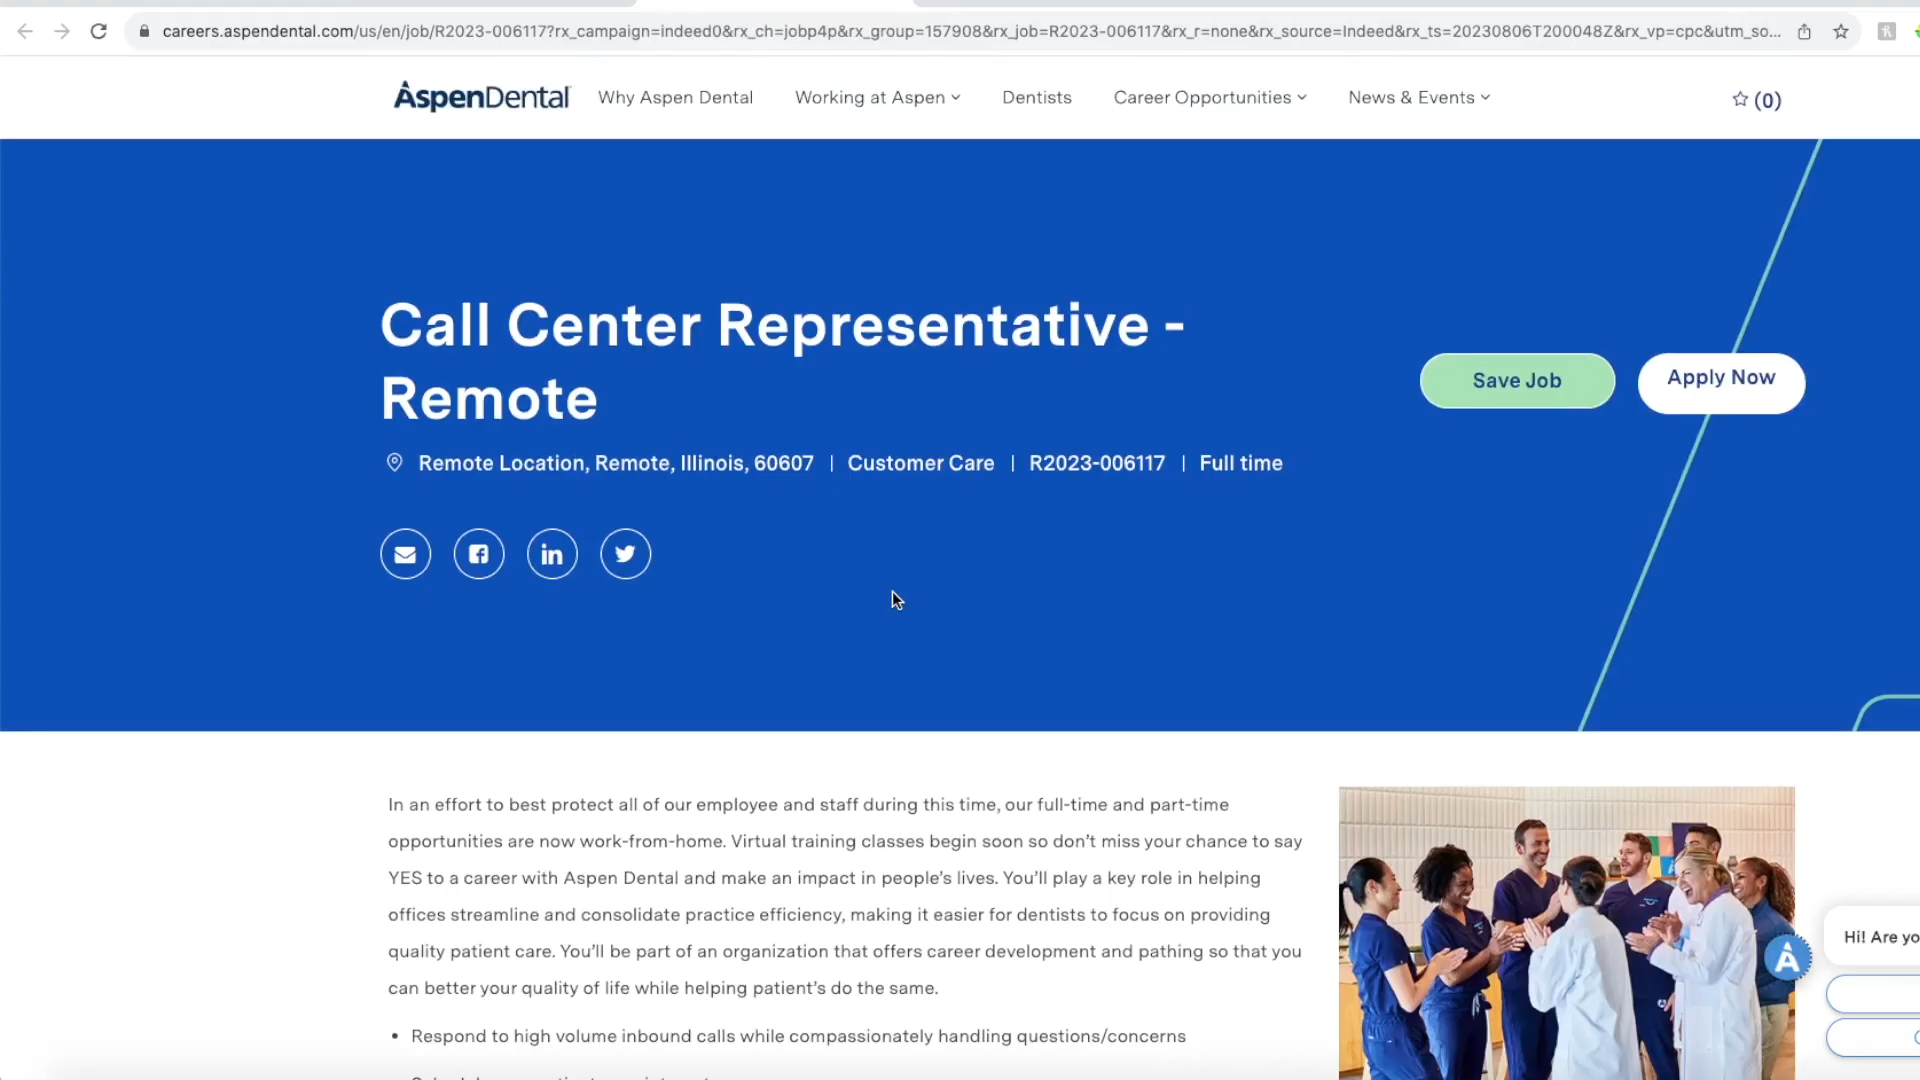 careers.aspendental.com/us/en/job/R2023-006117?rx_campaign=indeed0&rx_ch=jobp4p&rx_group=157908&rx_job=R2023-006117&rx_r=none&rx_source=Indeed&rx_ts=20230806T200048Z&rx_vp=cpc&utm_so...
AspenDental
Why Aspen Dental
Working at Aspen
Dentists
Career Opportunities
News & Events
(0)
Call Center Representative -
Remote
Save Job
Apply Now
Remote Location, Remote, Illinois, 60607 | Customer Care | R2023-006117 | Full time
In an effort to best protect all of our employee and staff during this time, our full-time and part-time
opportunities are now work-from-home. Virtual training classes begin soon so don't miss your chance to say
YES to a career with Aspen Dental and make an impact in people's lives. You'll play a key role in helping
offices streamline and consolidate practice efficiency, making it easier for dentists to focus on providing
quality patient care. You'll be part of an organization that offers career development and pathing so that you
can better your quality of life while helping patient's do the same.
• Respond to high volume inbound calls while compassionately handling questions/concerns
Hi! Are yo